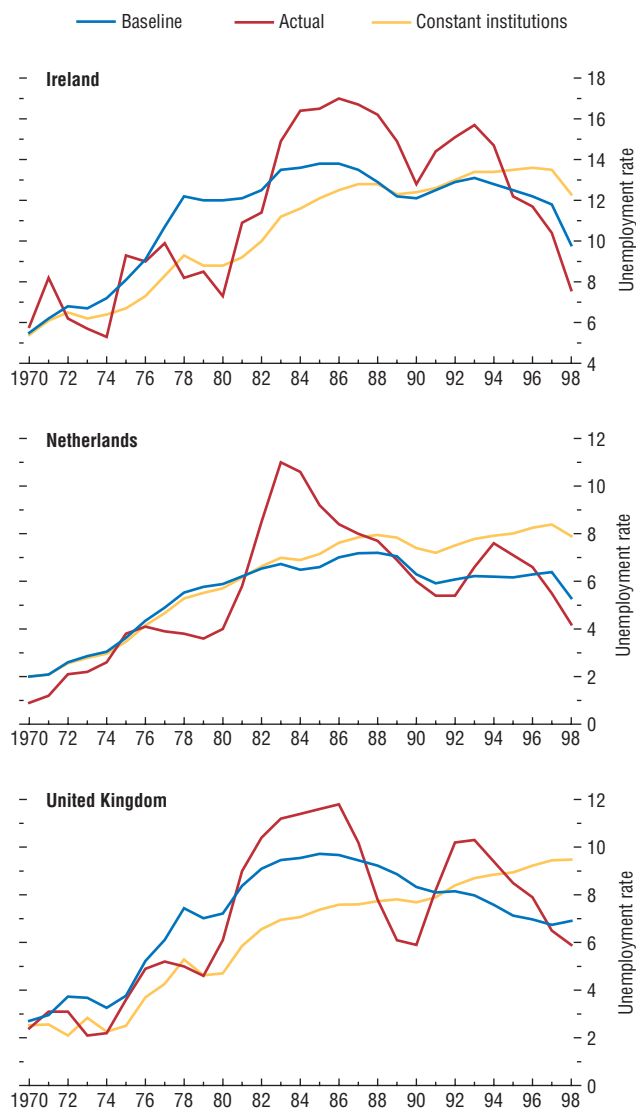 Baseline Actual Constant institutions
Ireland
18
16
14
12
10
8
6
4
Unemployment rate
1970 72 74 76 78 80 82 84 86 88 90 92 94 96 98
Netherlands
12
10
8
6
4
2
0
Unemployment rate
1970 72 74 76 78 80 82 84 86 88 90 92 94 96 98
United Kingdom
12
10
8
6
4
2
0
Unemployment rate
1970 72 74 76 78 80 82 84 86 88 90 92 94 96 98